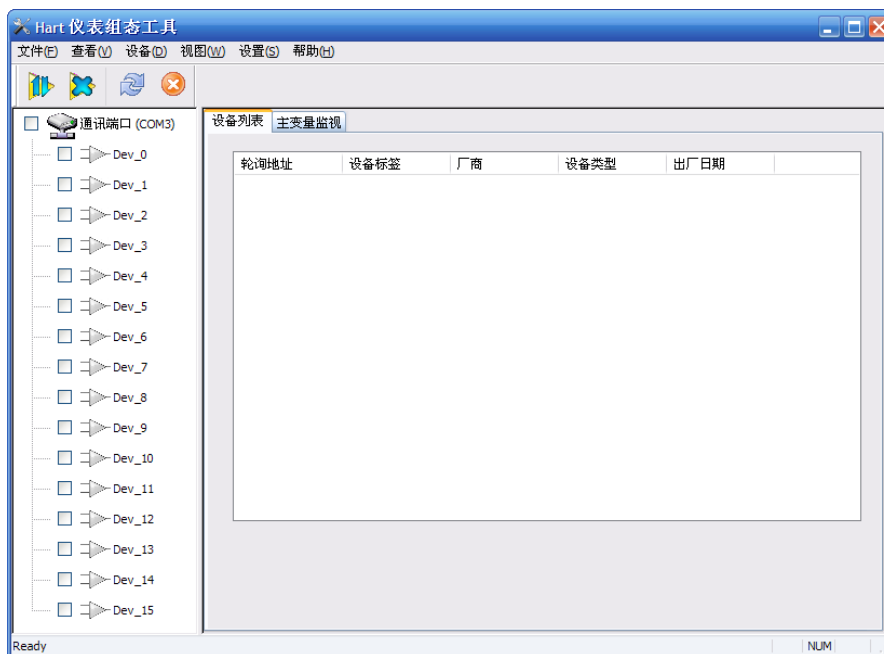 Hart 仪表组态工具
文件(F) 查看(V) 设备(D) 视图(W) 设置(S) 帮助(H)
通讯端口 (COM3)
Dev_0
Dev_1
Dev_2
Dev_3
Dev_4
Dev_5
Dev_6
Dev_7
Dev_8
Dev_9
Dev_10
Dev_11
Dev_12
Dev_13
Dev_14
Dev_15
设备列表 主变量监视
轮询地址 设备标签 厂商 设备类型 出厂日期
Ready NUM